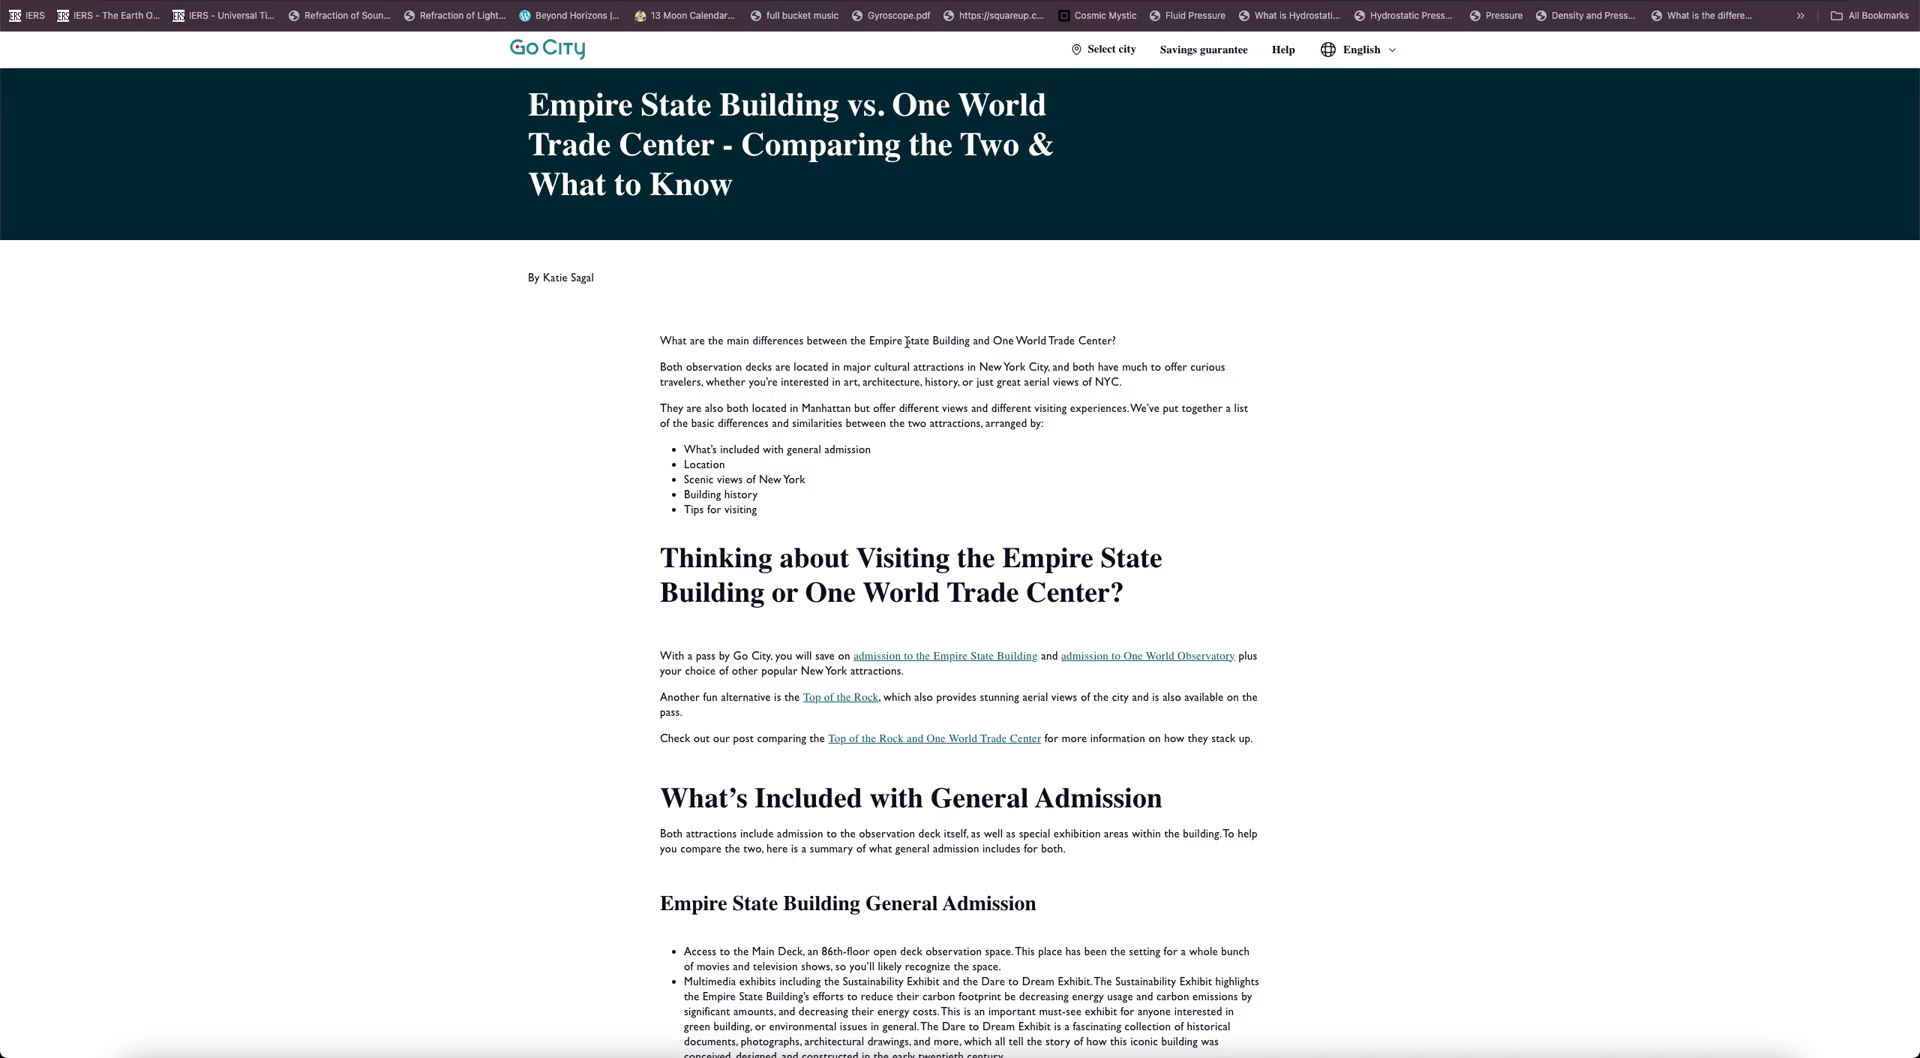 IERS
IERS - The Earth O...
IERS - Universal Ti...
Refraction of Soun...
Refraction of Light...
Beyond Horizons |...
13 Moon Calendar...
full bucket music
Gyroscope.pdf
https://squareup.c...
Cosmic Mystic
Fluid Pressure
What is Hydrostati...
Hydrostatic Press...
Pressure
Density and Press...
What is the differe...
»
All Bookmarks
GO CITY
Select city
Savings guarantee
Help
English
Empire State Building vs. One World
Trade Center - Comparing the Two &
What to Know
By Katie Sagal
What are the main differences between the Empire State Building and One World Trade Center?
Both observation decks are located in major cultural attractions in New York City, and both have much to offer curious
travelers, whether you're interested in art, architecture, history, or just great aerial views of NYC.
They are also both located in Manhattan but offer different views and different visiting experiences. We've put together a list
of the basic differences and similarities between the two attractions, arranged by:
• What's included with general admission
• Location
• Scenic views of New York
• Building history
• Tips for visiting
Thinking about Visiting the Empire State
Building or One World Trade Center?
With a pass by Go City, you will save on admission to the Empire State Building and admission to One World Observatory plus
your choice of other popular New York attractions.
Another fun alternative is the Top of the Rock, which also provides stunning aerial views of the city and is also available on the
pass.
Check out our post comparing the Top of the Rock and One World Trade Center for more information on how they stack up.
What's Included with General Admission
Both attractions include admission to the observation deck itself, as well as special exhibition areas within the building. To help
you compare the two, here is a summary of what general admission includes for both.
Empire State Building General Admission
• Access to the Main Deck, an 86th-floor open deck observation space. This place has been the setting for a whole bunch
of movies and television shows, so you'll likely recognize the space.
• Multimedia exhibits including the Sustainability Exhibit and the Dare to Dream Exhibit. The Sustainability Exhibit highlights
the Empire State Building's efforts to reduce their carbon footprint be decreasing energy usage and carbon emissions by
significant amounts, and decreasing their energy costs. This is an important must-see exhibit for anyone interested in
green building, or environmental issues in general. The Dare to Dream Exhibit is a fascinating collection of historical
documents, photographs, architectural drawings, and more, which all tell the story of how this iconic building was
conceived, designed, and constructed in the early twentieth century.